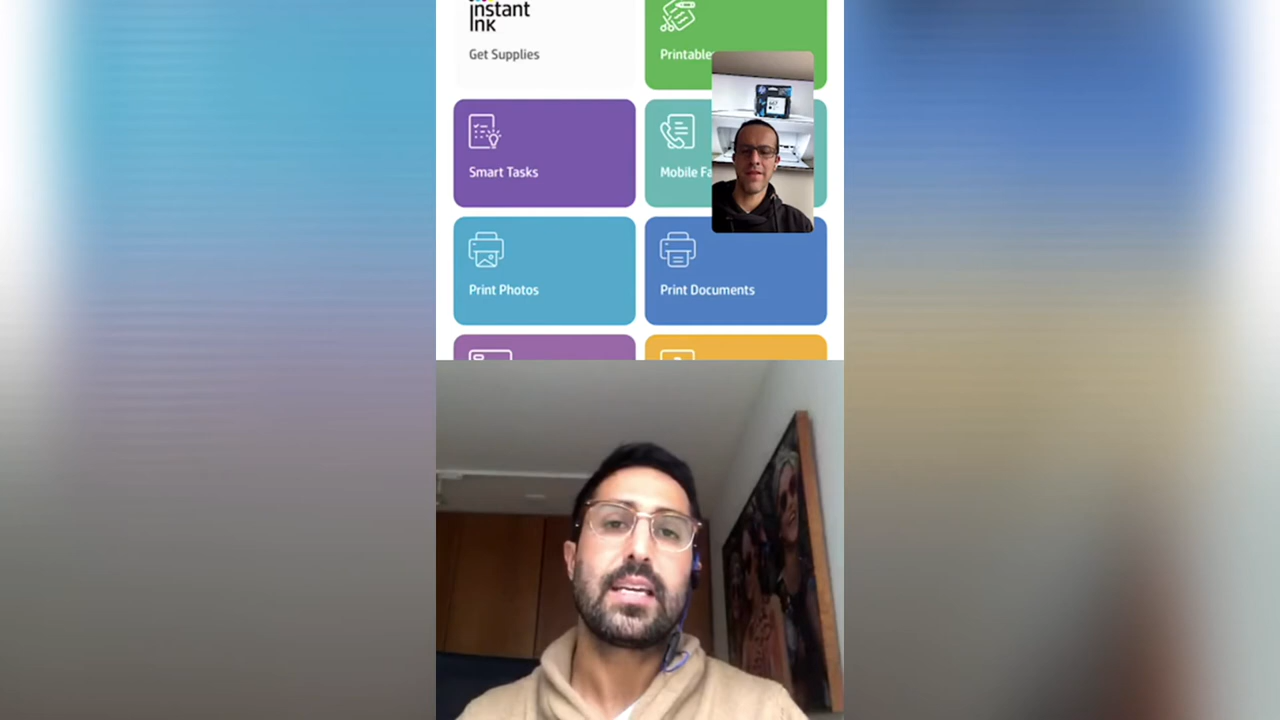 Instant
Ink
Get Supplies
Printable
Smart Tasks
Mobile Fa
Print Photos
Print Documents